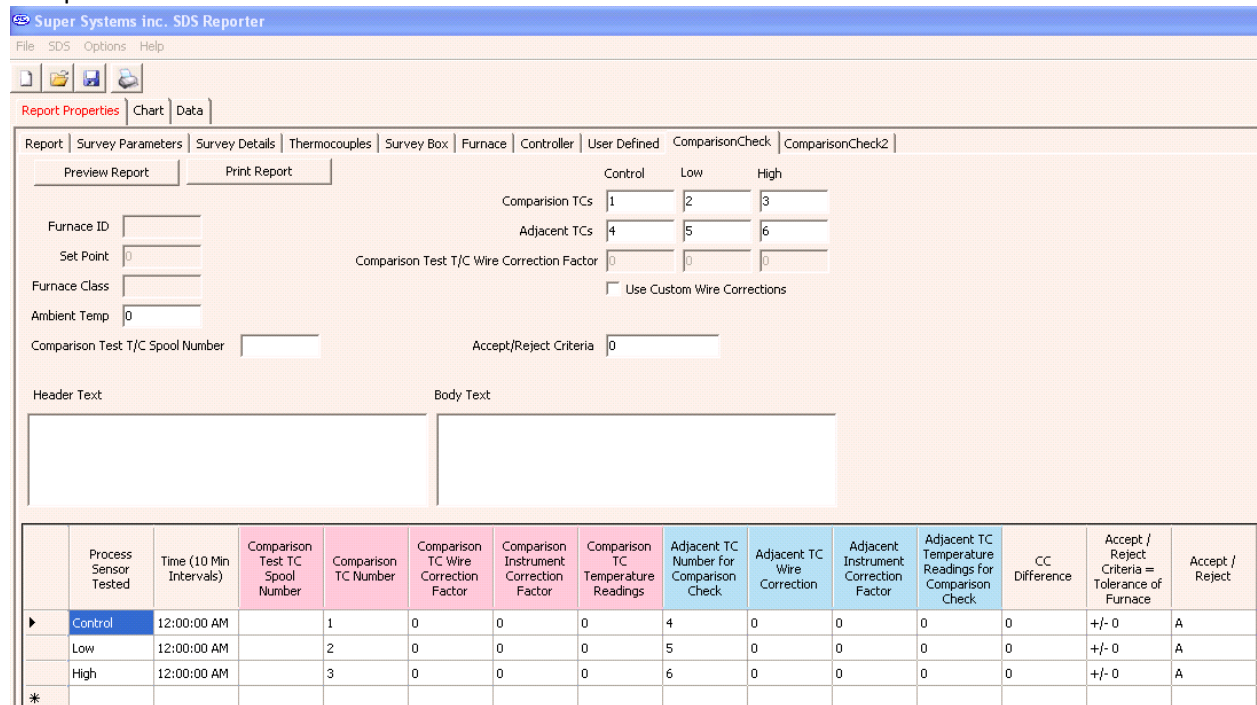 Super Systems inc. SDS Reporter
File SDS Options Help
Report Properties Chart Data
Report Survey Parameters Survey Details Thermocouples Survey Box Furnace Controller User Defined ComparisonCheck ComparisonCheck2
Preview Report Print Report
Control Low High
Comparision TCs 1 2 3
Furnace ID
Adjacent TCs 4 5 6
Set Point 0
Comparison Test T/C Wire Correction Factor 0 0 0
Furnace Class
Use Custom Wire Corrections
Ambient Temp 0
Comparison Test T/C Spool Number
Accept/Reject Criteria 0
Header Text
Body Text
Process Sensor Tested
Time (10 Min Intervals)
Comparison Test TC Spool Number
Comparison TC Number
Comparison TC Wire Correction Factor
Comparison Instrument Correction Factor
Comparison TC Temperature Readings
Adjacent TC Number for Comparison Check
Adjacent TC Wire Correction
Adjacent Instrument Correction Factor
Adjacent TC Temperature Readings for Comparison Check
CC Difference
Accept / Reject Criteria = Tolerance of Furnace
Accept / Reject
Control 12:00:00 AM 1 0 0 0 4 0 0 0 0 +/- 0 A
Low 12:00:00 AM 2 0 0 0 5 0 0 0 0 +/- 0 A
High 12:00:00 AM 3 0 0 0 6 0 0 0 0 +/- 0 A
*